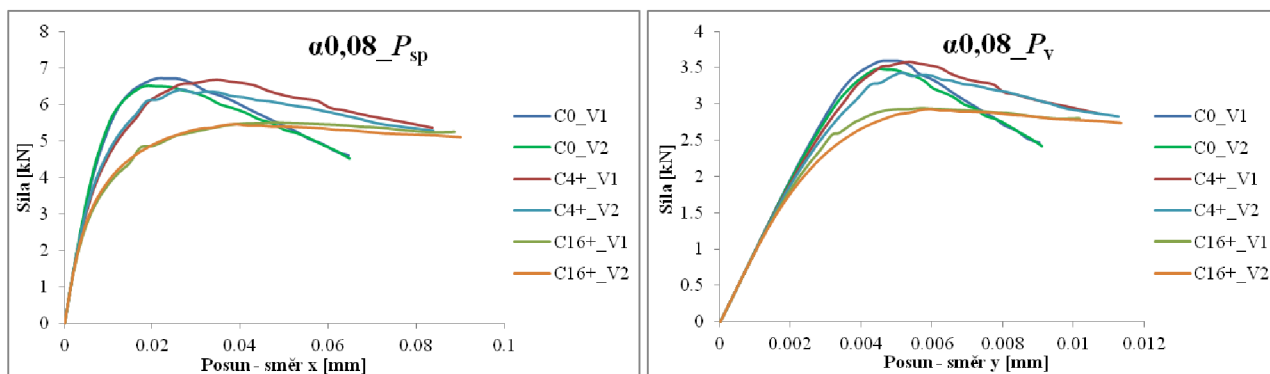 α0,08_Psp
Síla [kN]
8
7
6
5
4
3
2
1
0
0
0.02
0.04
0.06
0.08
0.1
Posun - směr x [mm]
C0_V1
C0_V2
C4+_V1
C4+_V2
C16+_V1
C16+_V2
α0,08_Pv
Síla [kN]
4
3.5
3
2.5
2
1.5
1
0.5
0
0
0.002
0.004
0.006
0.008
0.01
0.012
Posun - směr y [mm]
C0_V1
C0_V2
C4+_V1
C4+_V2
C16+_V1
C16+_V2